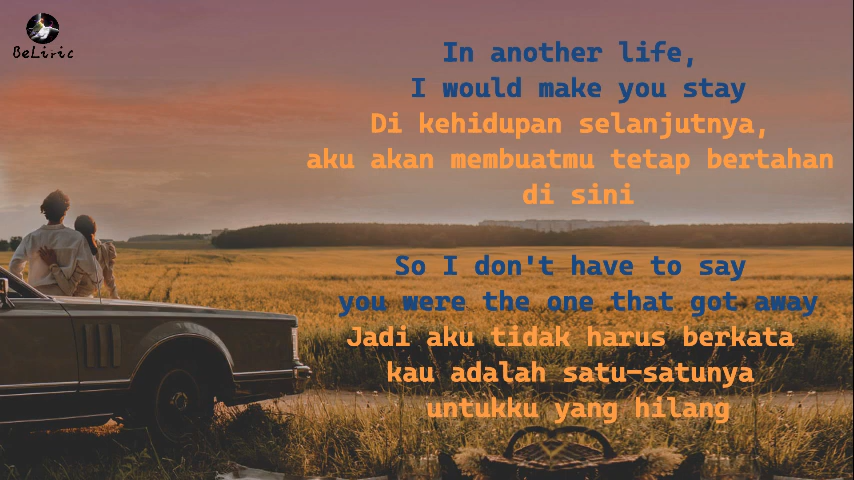 BeLiric
In another life,
I would make you stay
Di kehidupan selanjutnya,
aku akan membuatmu tetap bertahan
di sini
So I don't have to say
you were the one that got away
Jadi aku tidak harus berkata
kau adalah satu-satunya
untukku yang hilang